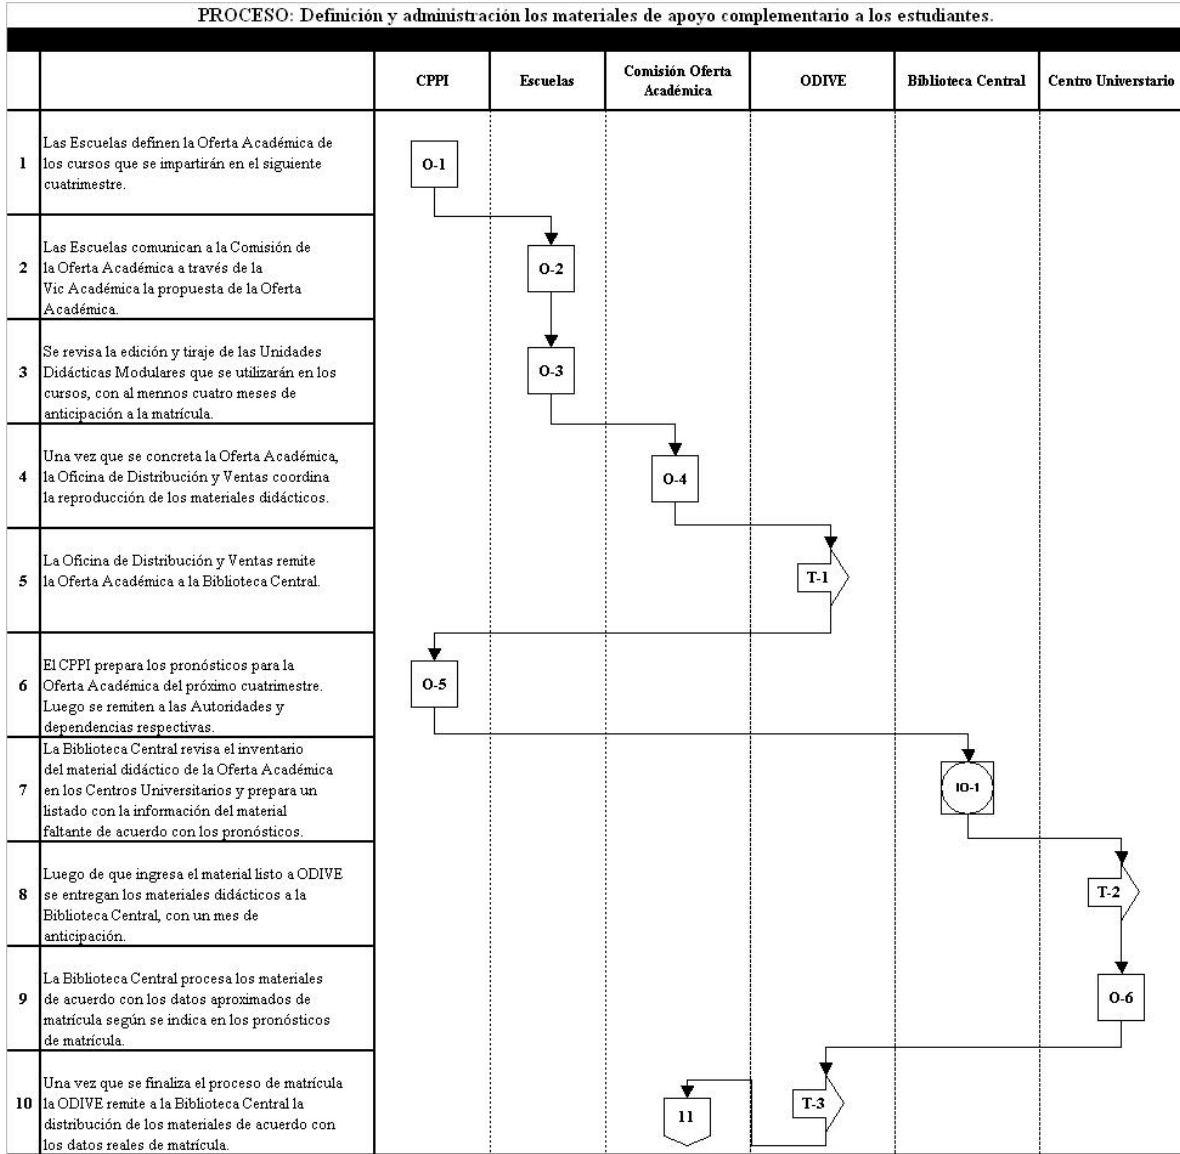 PROCESO: Definición y administración los materiales de apoyo complementario a los estudiantes.
CPPI
Escuelas
Comisión Oferta
Académica
ODIVE
Biblioteca Central
Centro Universtario
1
Las Escuelas definen la Oferta Académica de
los cursos que se impartirán en el siguiente
cuatrimestre.
O-1
2
Las Escuelas comunican a la Comisión de
la Oferta Académica a través de la
Vic Académica la propuesta de la Oferta
Académica.
O-2
3
Se revisa la edición y tiraje de las Unidades
Didácticas Modulares que se utilizarán en los
cursos, con al mennos cuatro meses de
anticipación a la matrícula.
O-3
4
Una vez que se concreta la Oferta Académica,
la Oficina de Distribución y Ventas coordina
la reproducción de los materiales didácticos.
O-4
5
La Oficina de Distribución y Ventas remite
la Oferta Académica a la Biblioteca Central.
T-1
6
El CPPI prepara los pronósticos para la
Oferta Académica del próximo cuatrimestre.
Luego se remiten a las Autoridades y
dependencias respectivas.
O-5
7
La Biblioteca Central revisa el inventario
del material didáctico de la Oferta Académica
en los Centros Universitarios y prepara un
listado con la información del material
faltante de acuerdo con los pronósticos.
IO-1
8
Luego de que ingresa el material listo a ODIVE
se entregan los materiales didácticos a la
Biblioteca Central, con un mes de
anticipación.
T-2
9
La Biblioteca Central procesa los materiales
de acuerdo con los datos aproximados de
matrícula según se indica en los pronósticos
de matrícula.
O-6
10
Una vez que se finaliza el proceso de matrícula
la ODIVE remite a la Biblioteca Central la
distribución de los materiales de acuerdo con
los datos reales de matrícula.
11
T-3